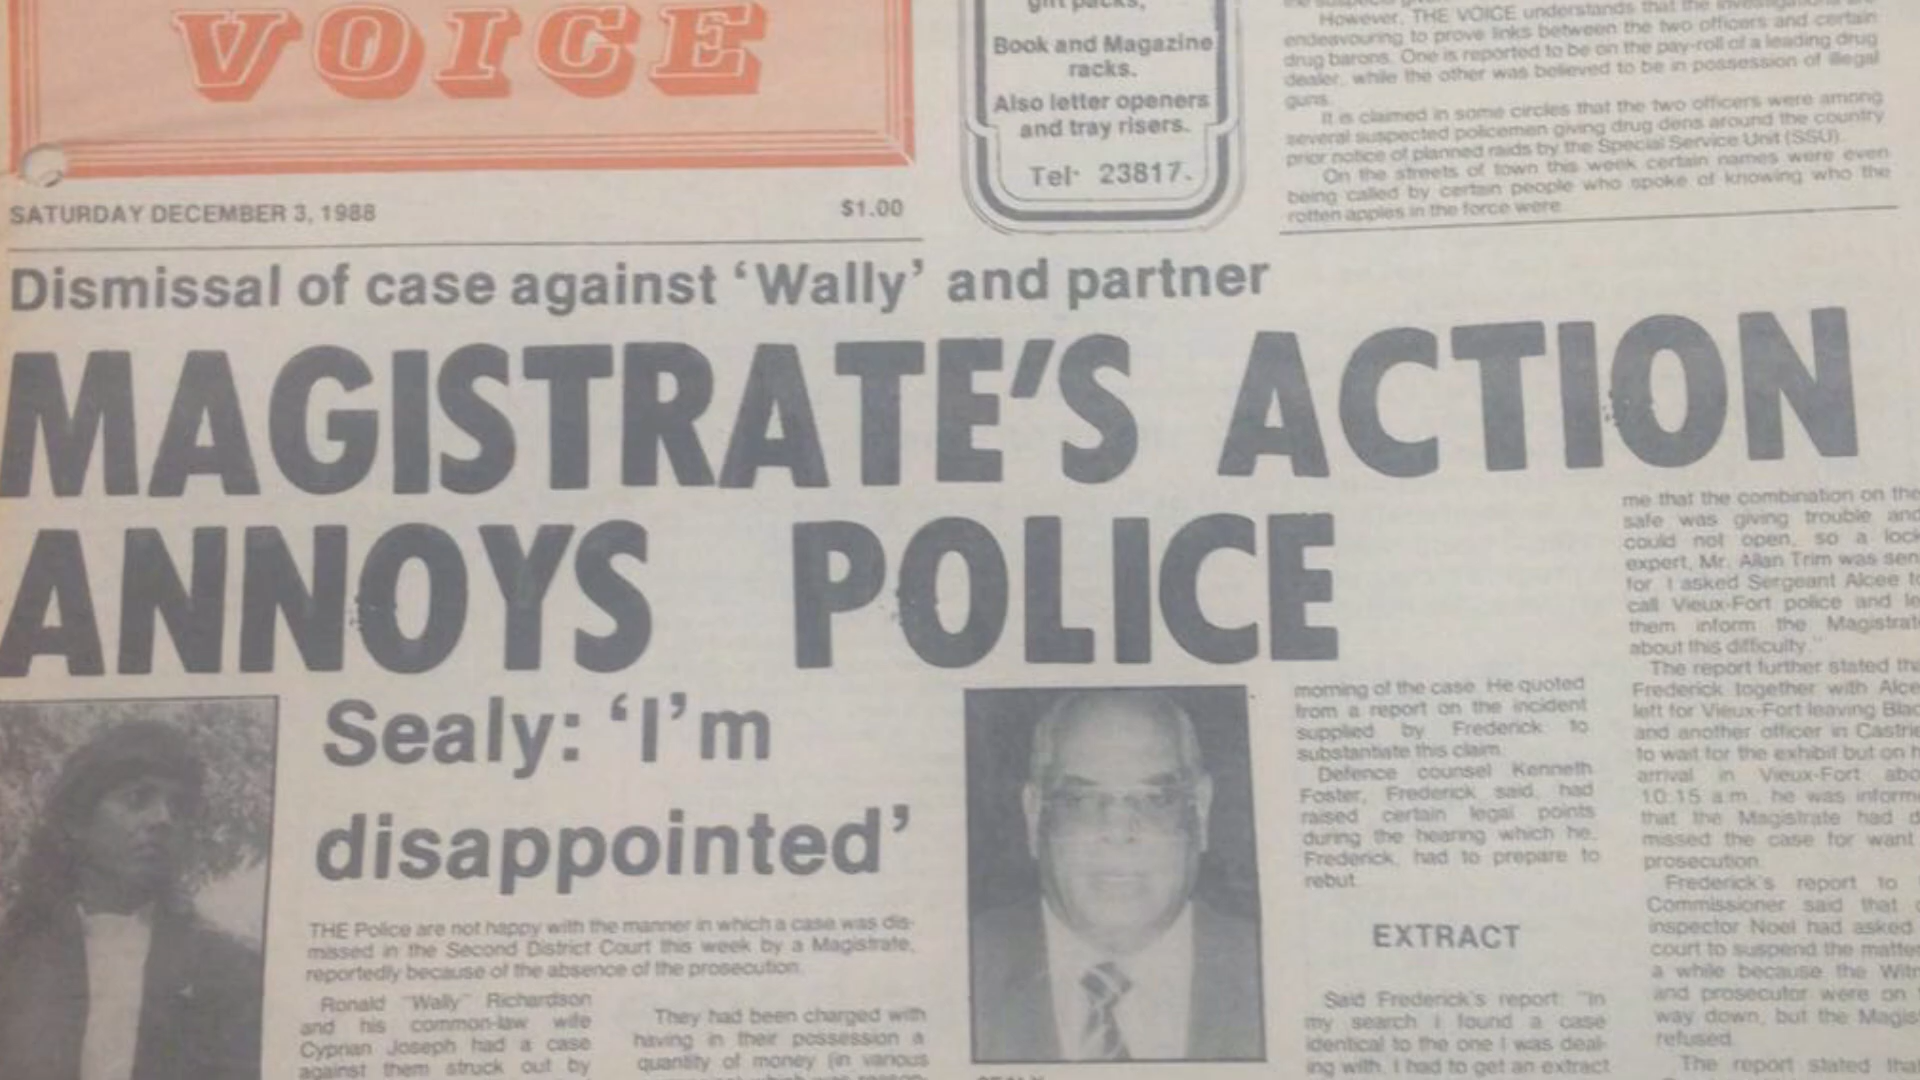 VOICE
SATURDAY DECEMBER 3, 1988
$1.00
gift packs,
Book and Magazine
racks.
Also letter openers
and tray risers.
Tel· 23817.
However, THE VOICE understands that the investigations are
endeavouring to prove links between the two officers and certain
drug barons. One is reported to be on the pay-roll of a leading drug
dealer, while the other was believed to be in possession of illegal
guns.
It is claimed in some circles that the two officers were among
several suspected policemen giving drug dens around the country
prior notice of planned raids by the Special Service Unit (SSU).
On the streets of town this week certain names were even
being called by certain people who spoke of knowing who the
rotten apples in the force were.
Dismissal of case against ‘Wally’ and partner
MAGISTRATE’S ACTION
ANNOYS POLICE
Sealy: ‘I’m
disappointed’
THE Police are not happy with the manner in which a case was dis-
missed in the Second District Court this week by a Magistrate,
reportedly because of the absence of the prosecution.
Ronald “Wally” Richardson
and his common-law wife
Cyprian Joseph had a case
against them struck out by
They had been charged with
having in their possession a
quantity of money (in various
SEALY
morning of the case. He quoted
from a report on the incident
supplied by Frederick to
substantiate this claim.
Defence counsel Kenneth
Foster, Frederick said, had
raised certain legal points
during the hearing which he,
Frederick, had to prepare to
rebut.
EXTRACT
Said Frederick's report: “In
my search I found a case
identical to the one I was deal-
ing with. I had to get an extract
me that the combination on the
safe was giving trouble and
could not open, so a lock
expert, Mr. Allan Trim was sent
for. I asked Sergeant Alcee to
call Vieux-Fort police and let
them inform the Magistrate
about this difficulty.”
The report further stated that
Frederick together with Alcee
left for Vieux-Fort leaving
and another officer in Castries
to wait for the exhibit but on his
arrival in Vieux-Fort about
10:15 a.m., he was informed
that the Magistrate had dis-
missed the case for want of
prosecution.
Frederick's report to
Commissioner said that
inspector Noel had asked
court to suspend the matter
a while because the
and prosecutor were on
way down, but the
refused.
The report stated that